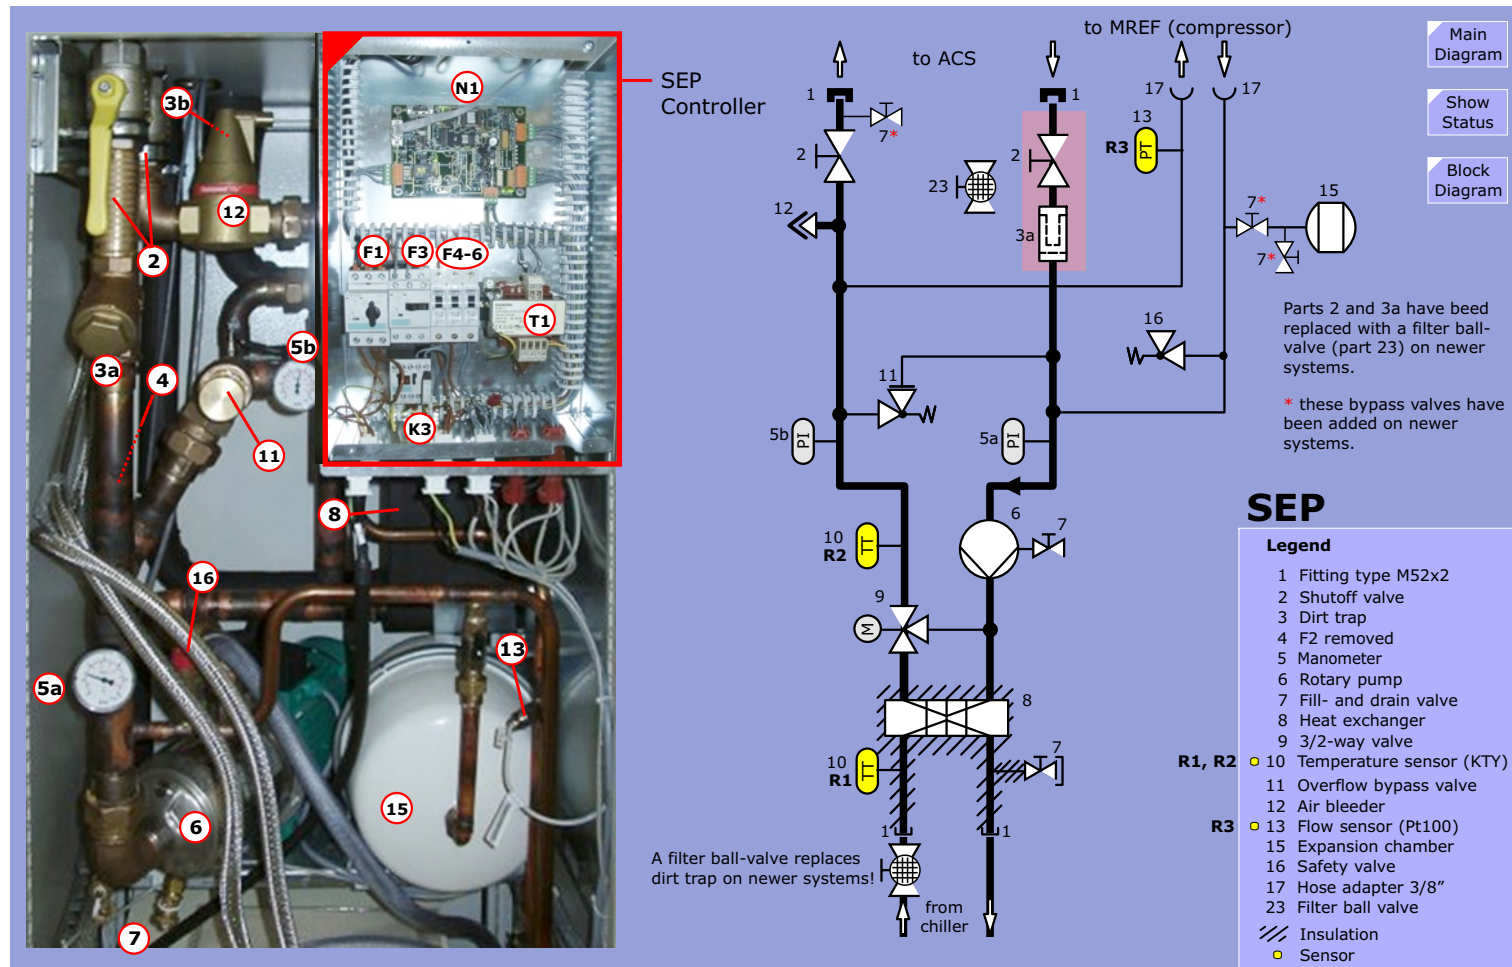 3b
12
2
3a
4
5b
11
8
16
5a
13
15
6
7
N1
F1
F3
F4-6
T1
K3
SEP
Controller
to ACS
to MREF (compressor)
1
7*
2
12
23
1
2
3a
13
R3
PT
17
17
7*
7*
15
16
11
5b
PI
5a
PI
10
R2
TT
6
7
9
M
8
10
R1
TT
7
1
1
A filter ball-valve replaces
dirt trap on newer systems!
from
chiller
Main
Diagram
Show
Status
Block
Diagram
Parts 2 and 3a have beed
replaced with a filter ball-
valve (part 23) on newer
systems.
* these bypass valves have
been added on newer
systems.
SEP
Legend
1 Fitting type M52x2
2 Shutoff valve
3 Dirt trap
4 F2 removed
5 Manometer
6 Rotary pump
7 Fill- and drain valve
8 Heat exchanger
9 3/2-way valve
R1, R2 10 Temperature sensor (KTY)
11 Overflow bypass valve
12 Air bleeder
R3 13 Flow sensor (Pt100)
15 Expansion chamber
16 Safety valve
17 Hose adapter 3/8″
23 Filter ball valve
Insulation
Sensor